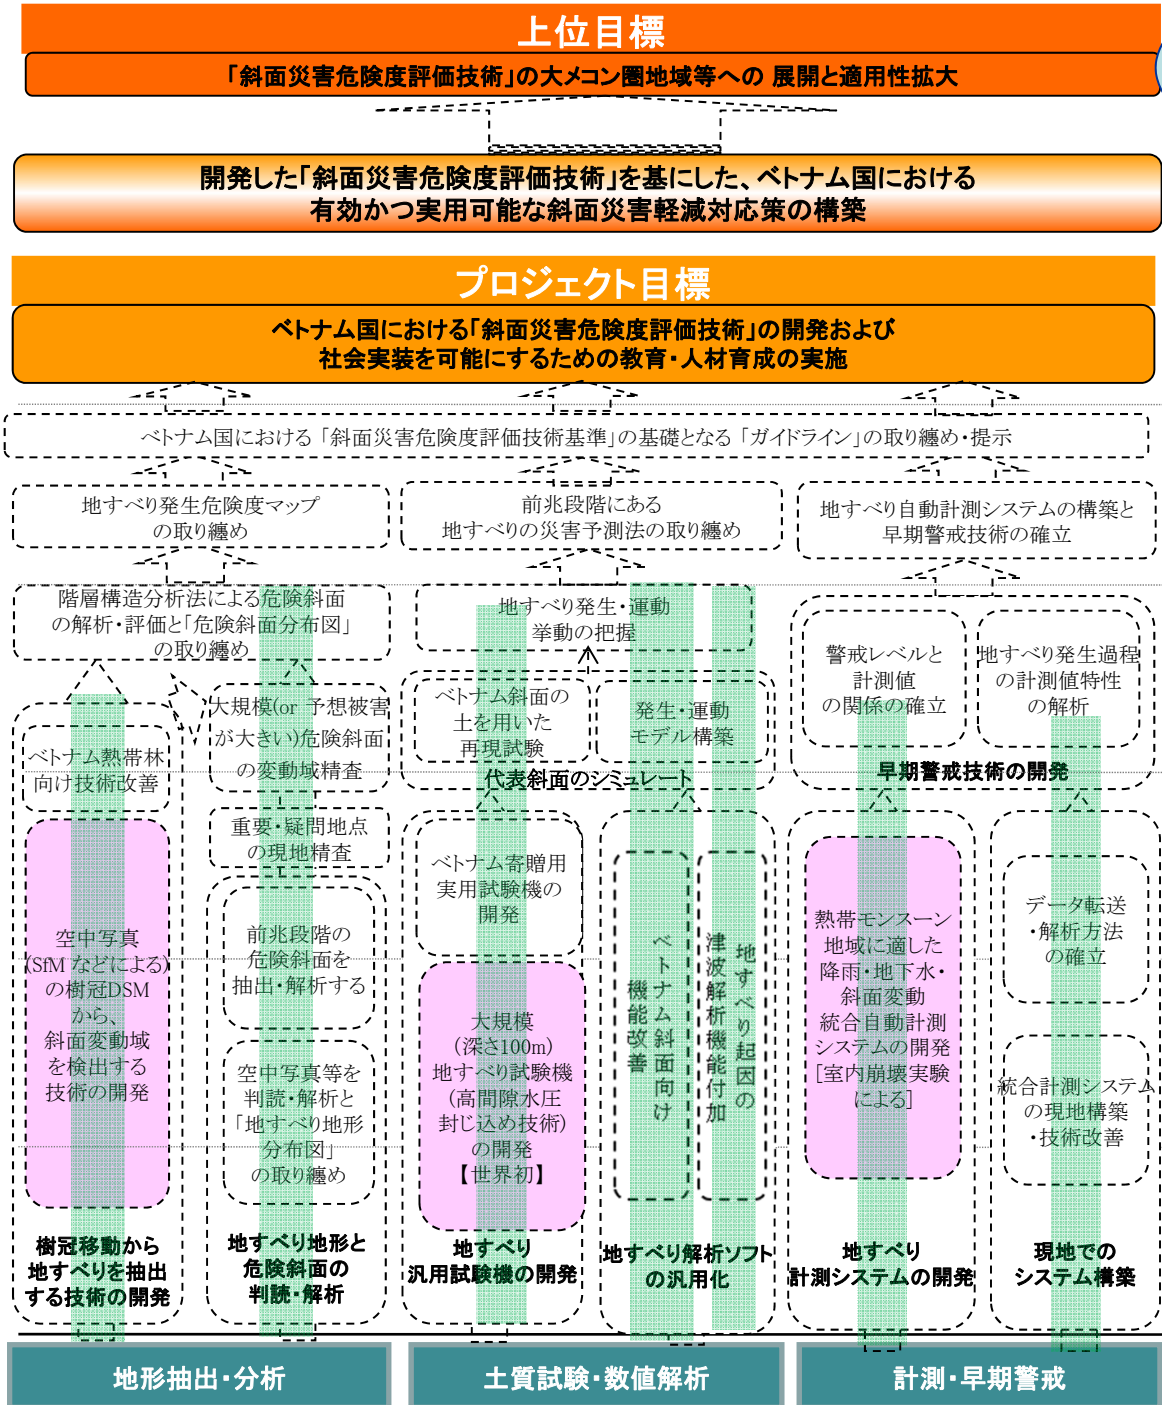 上位目標
「斜面災害危険度評価技術」の大メコン圏地域等への 展開と適用性拡大
開発した「斜面災害危険度評価技術」を基にした、ベトナム国における
有効かつ実用可能な斜面災害軽減対応策の構築
プロジェクト目標
ベトナム国における「斜面災害危険度評価技術」の開発および
社会実装を可能にするための教育・人材育成の実施
ベトナム国における「斜面災害危険度評価技術基準」の基礎となる「ガイドライン」の取り纏め・提示
地すべり発生危険度マップ
の取り纏め
前兆段階にある
地すべりの災害予測法の取り纏め
地すべり自動計測システムの構築と
早期警戒技術の確立
階層構造分析法による危険斜面
の解析・評価と「危険斜面分布図」
の取り纏め
地すべり発生・運動
挙動の把握
警戒レベルと
計測値
の関係の確立
地すべり発生過程
の計測値特性
の解析
早期警戒技術の開発
ベトナム熱帯林
向け技術改善
大規模(or 予想被害
が大きい)危険斜面
の変動域精査
ベトナム斜面の
土を用いた
再現試験
発生・運動
モデル構築
代表斜面のシミュレート
重要・疑問地点
の現地精査
空中写真
(SfM などによる)
の樹冠DSM
から、
斜面変動域
を検出する
技術の開発
樹冠移動から
地すべりを抽出
する技術の開発
前兆段階の
危険斜面を
抽出・解析する
空中写真等を
判読・解析と
「地すべり地形
分布図」
の取り纏め
地すべり地形と
危険斜面の
判読・解析
ベトナム寄贈用
実用試験機の
開発
大規模
(深さ100m)
地すべり試験機
(高間隙水圧
封じ込め技術)
の開発
【世界初】
地すべり
汎用試験機の開発
ベトナム斜面向け
機能改善
地すべり起因の
津波解析機能付加
地すべり解析ソフト
の汎用化
熱帯モンスーン
地域に適した
降雨・地下水・
斜面変動
統合自動計測
システムの開発
[室内崩壊実験
による]
地すべり
計測システムの開発
データ転送
・解析方法
の確立
統合計測システム
の現地構築
・技術改善
現地での
システム構築
地形抽出・分析
土質試験・数値解析
計測・早期警戒